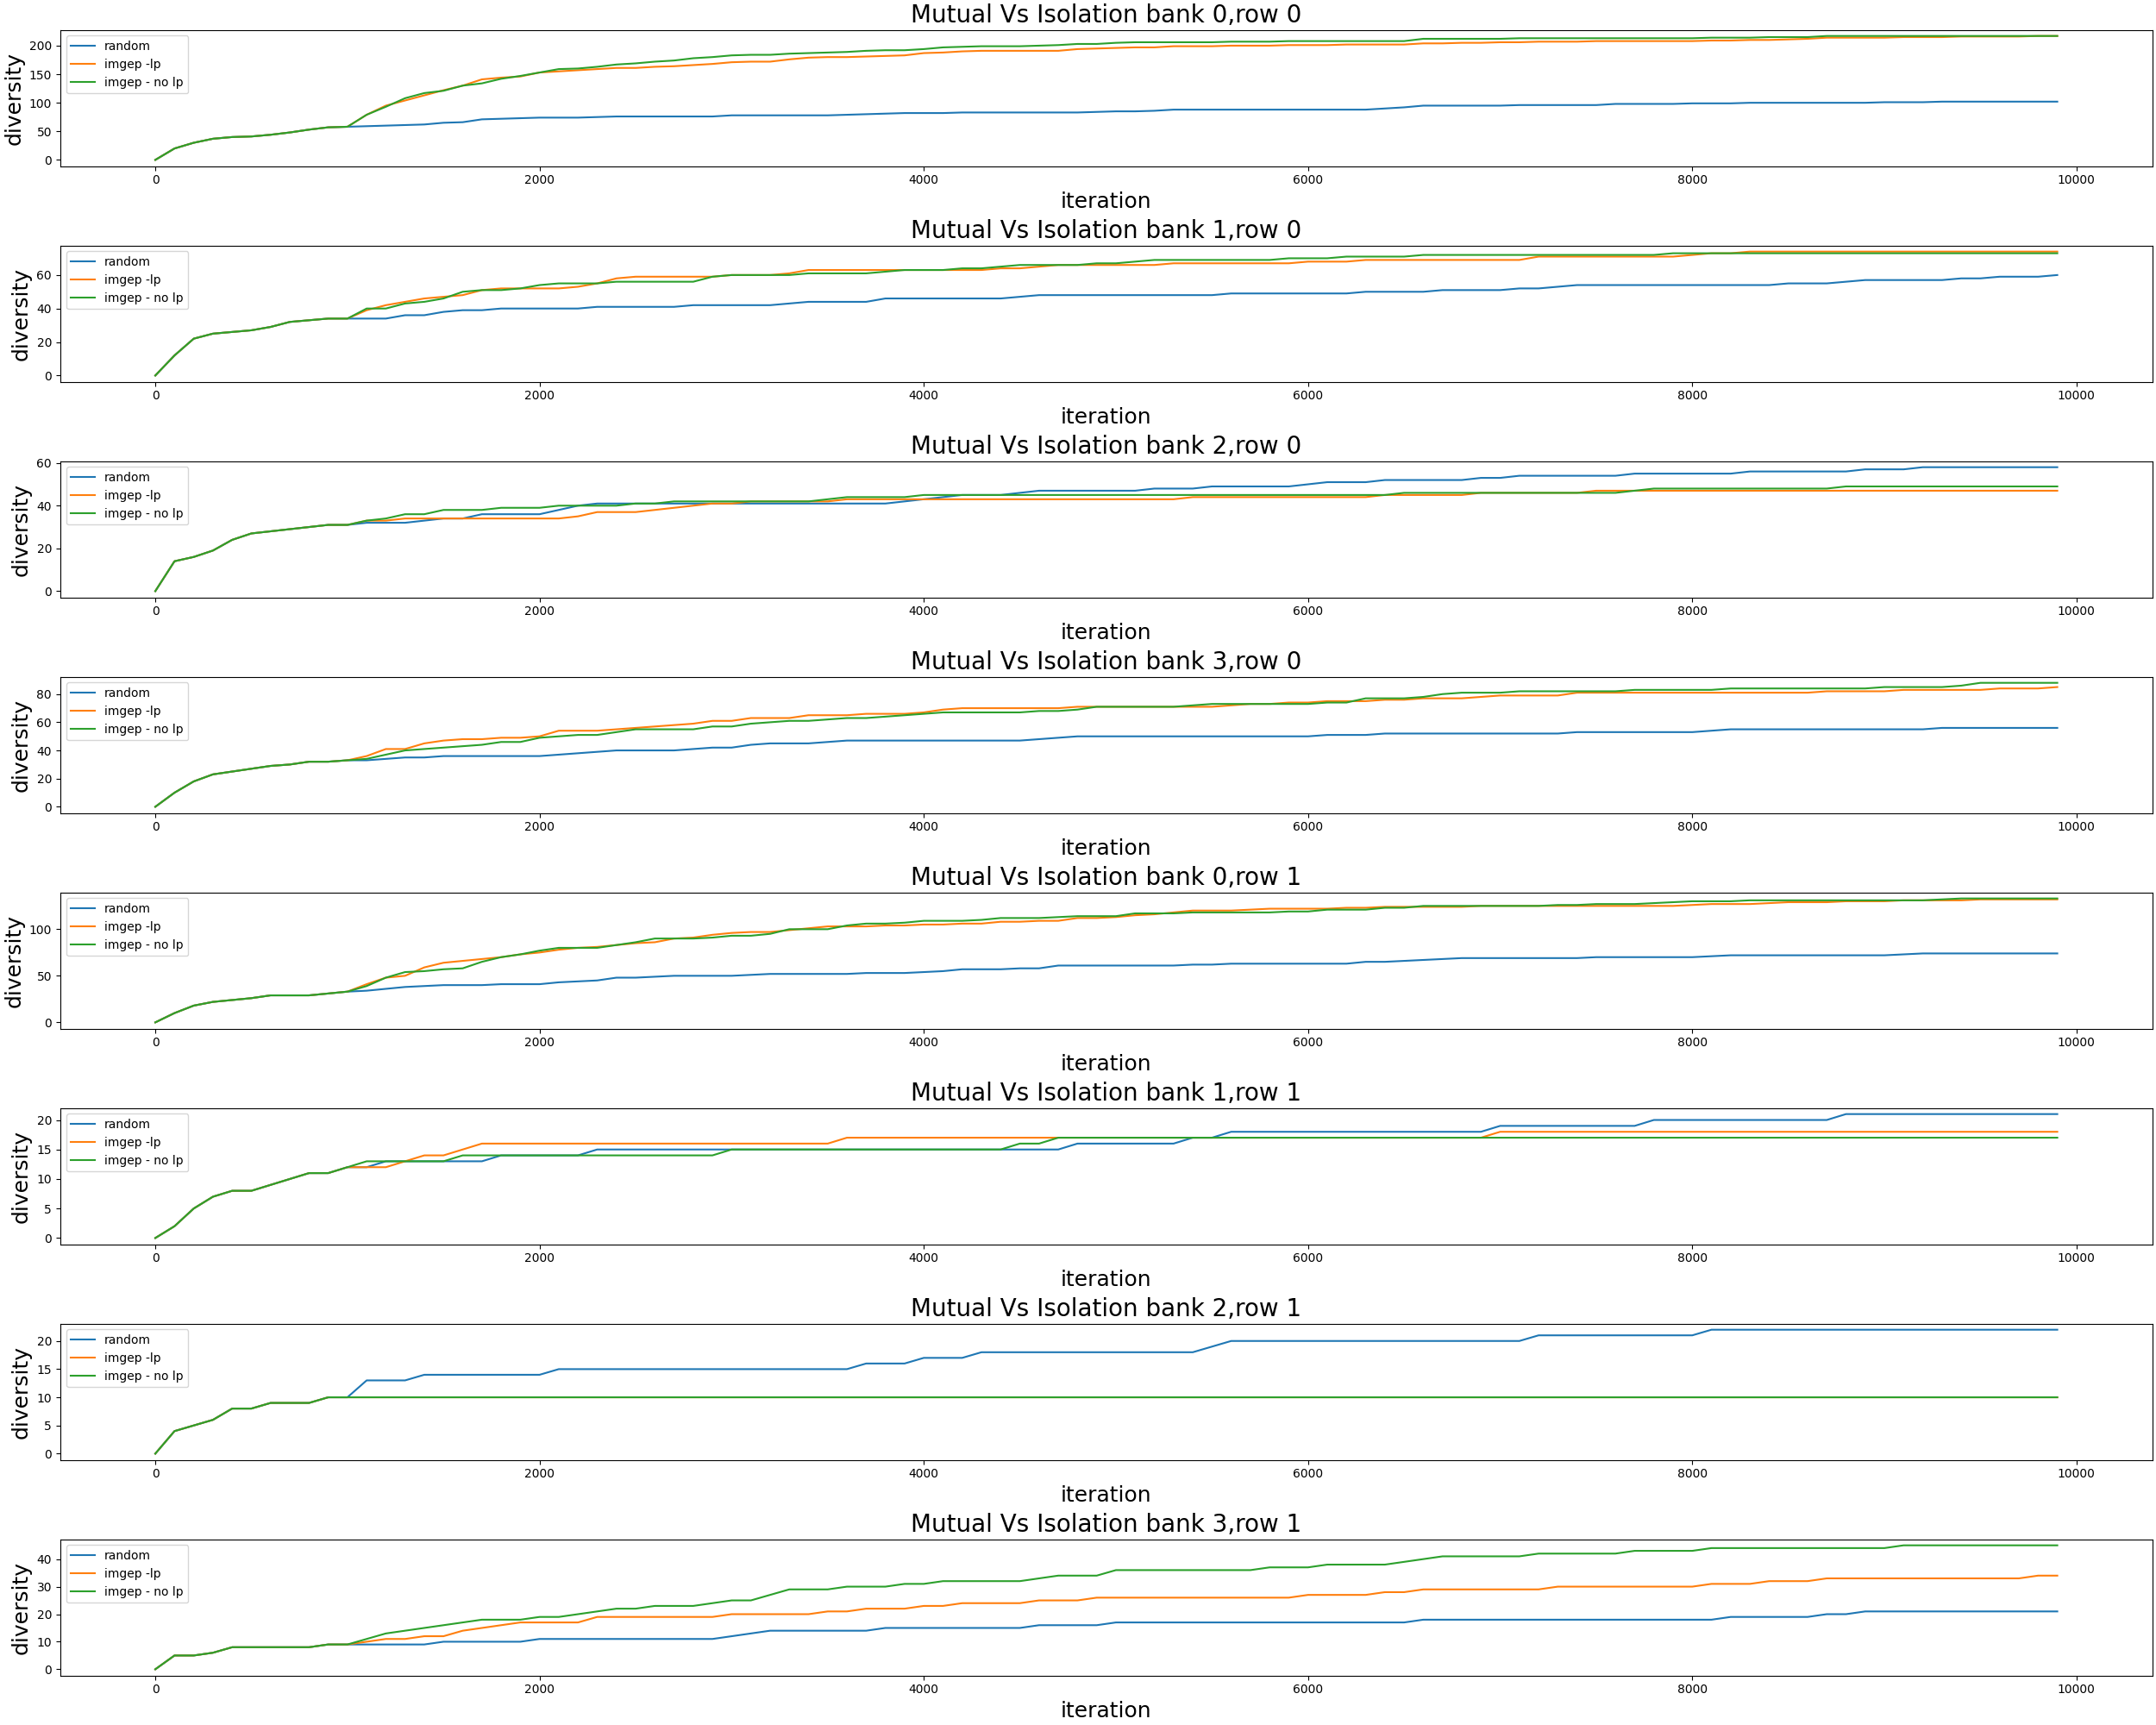 Mutual Vs Isolation bank 0,row 0
random
imgep -lp
imgep - no lp
diversity
200
150
100
50
0
0 2000 4000 6000 8000 10000
iteration
Mutual Vs Isolation bank 1,row 0
random
imgep -lp
imgep - no lp
diversity
60
40
20
0
0 2000 4000 6000 8000 10000
iteration
Mutual Vs Isolation bank 2,row 0
random
imgep -lp
imgep - no lp
diversity
60
40
20
0
0 2000 4000 6000 8000 10000
iteration
Mutual Vs Isolation bank 3,row 0
random
imgep -lp
imgep - no lp
diversity
80
60
40
20
0
0 2000 4000 6000 8000 10000
iteration
Mutual Vs Isolation bank 0,row 1
random
imgep -lp
imgep - no lp
diversity
100
50
0
0 2000 4000 6000 8000 10000
iteration
Mutual Vs Isolation bank 1,row 1
random
imgep -lp
imgep - no lp
diversity
20
15
10
5
0
0 2000 4000 6000 8000 10000
iteration
Mutual Vs Isolation bank 2,row 1
random
imgep -lp
imgep - no lp
diversity
20
15
10
5
0
0 2000 4000 6000 8000 10000
iteration
Mutual Vs Isolation bank 3,row 1
random
imgep -lp
imgep - no lp
diversity
40
30
20
10
0
0 2000 4000 6000 8000 10000
iteration